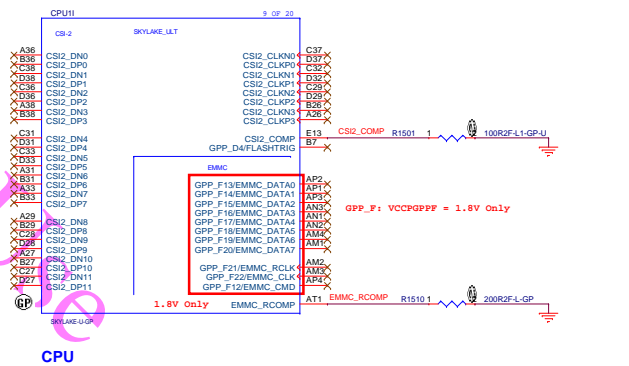 CPU1I 9 OF 20
CSI-2 SKYLAKE_ULT
A36 CSI2_DN0 CSI2_CLKN0 C37
B36 CSI2_DP0 CSI2_CLKP0 D37
C38 CSI2_DN1 CSI2_CLKN1 C32
D38 CSI2_DP1 CSI2_CLKP1 D32
C36 CSI2_DN2 CSI2_CLKN2 C29
D36 CSI2_DP2 CSI2_CLKP2 D29
A38 CSI2_DN3 CSI2_CLKN3 B26
B38 CSI2_DP3 CSI2_CLKP3 A26
C31 CSI2_DN4 CSI2_COMP E13 CSI2_COMP R1501 1 100R2F-L1-GP-U
D31 CSI2_DP4 GPP_D4/FLASHTRIG B7
C33 CSI2_DN5
D33 CSI2_DP5 EMMC
A31 CSI2_DN6
B31 CSI2_DP6 GPP_F13/EMMC_DATA0 AP2
A33 CSI2_DN7 GPP_F14/EMMC_DATA1 AP1
B33 CSI2_DP7 GPP_F15/EMMC_DATA2 AP3
GPP_F16/EMMC_DATA3 AN3 GPP_F: VCCPGPPF = 1.8V Only
A29 CSI2_DN8 GPP_F17/EMMC_DATA4 AN1
B29 CSI2_DP8 GPP_F18/EMMC_DATA5 AN2
C28 CSI2_DN9 GPP_F19/EMMC_DATA6 AM4
D28 CSI2_DP9 GPP_F20/EMMC_DATA7 AM1
A27 CSI2_DN10
B27 CSI2_DP10 GPP_F21/EMMC_RCLK AM2
C27 CSI2_DN11 GPP_F22/EMMC_CLK AM3
D27 CSI2_DP11 GPP_F12/EMMC_CMD AP4
GP 1.8V Only EMMC_RCOMP AT1 EMMC_RCOMP R1510 1 200R2F-L-GP
SKYLAKE-U-GP
CPU